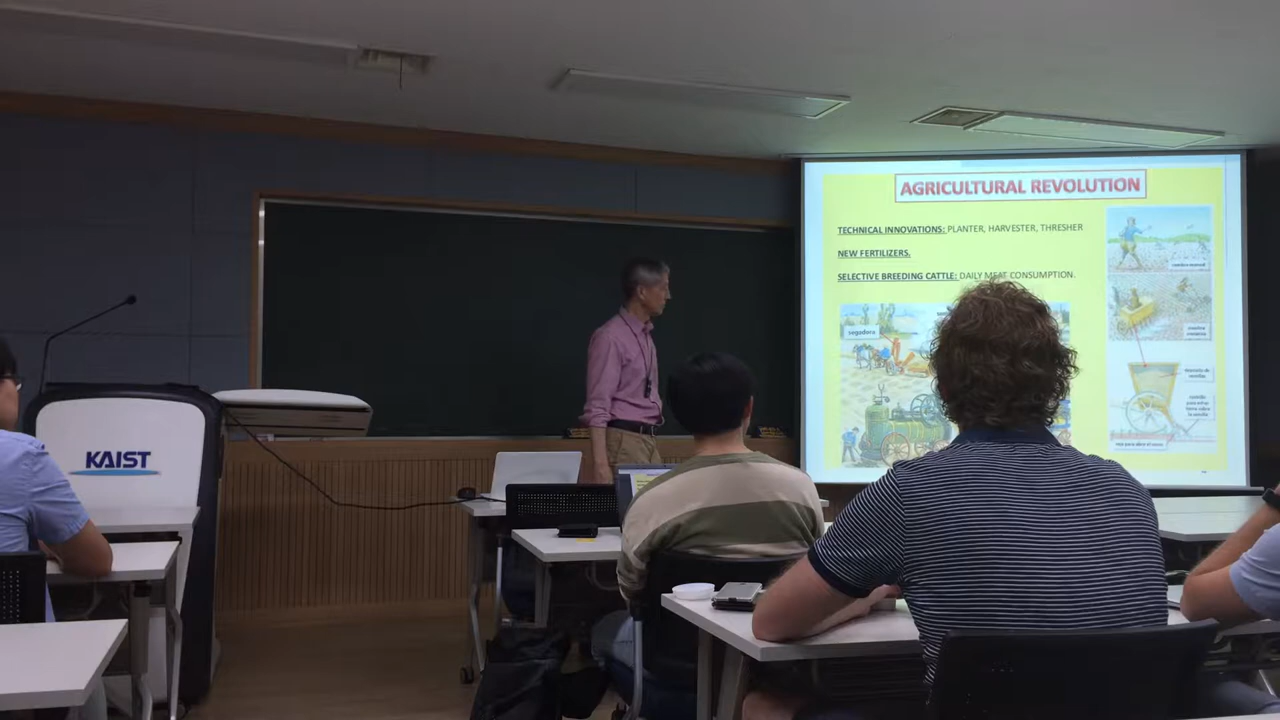 KAIST
AGRICULTURAL REVOLUTION
TECHNICAL INNOVATIONS: PLANTER, HARVESTER, THRESHER
NEW FERTILIZERS.
SELECTIVE BREEDING CATTLE: DAILY MEAT CONSUMPTION.
segadora